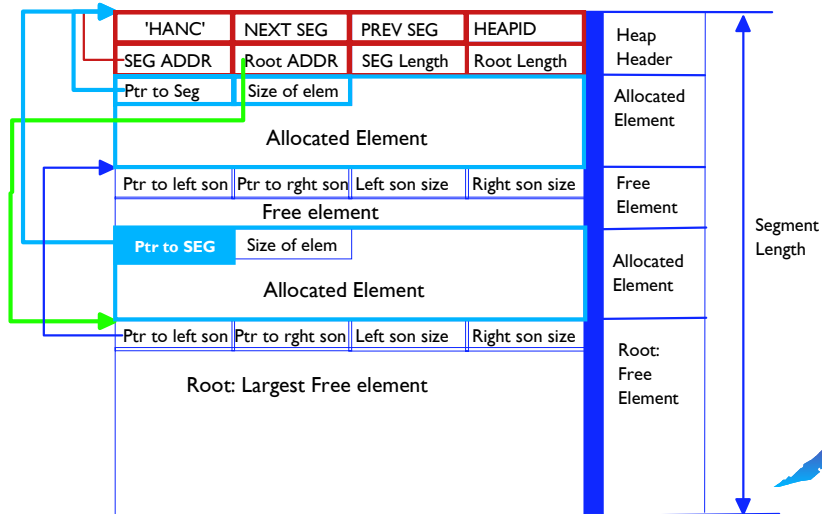 'HANC' NEXT SEG PREV SEG HEAPID
SEG ADDR Root ADDR SEG Length Root Length
Heap
Header
Ptr to Seg Size of elem
Allocated Element
Allocated
Element
Ptr to left son Ptr to rght son Left son size Right son size
Free element
Free
Element
Ptr to SEG Size of elem
Allocated Element
Allocated
Element
Segment
Length
Ptr to left son Ptr to rght son Left son size Right son size
Root: Largest Free element
Root:
Free
Element